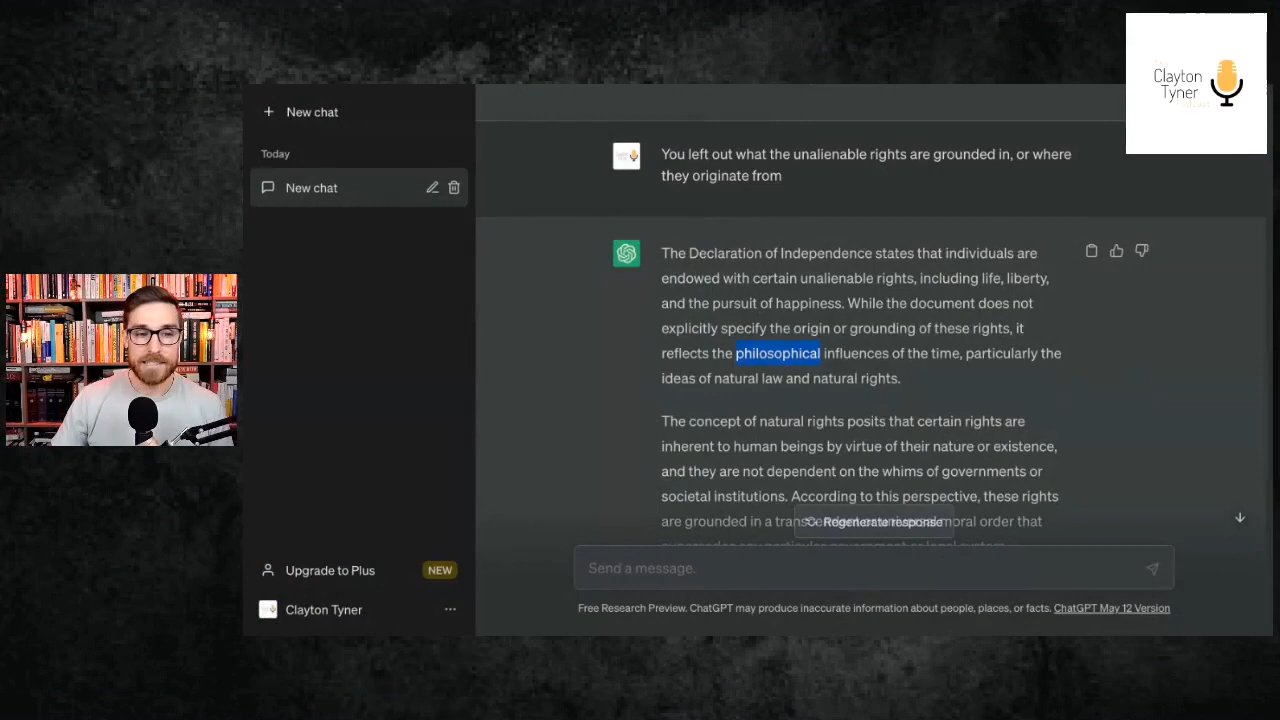 The
Clayton
Tyner
Podcast
New chat
Today
New chat
You left out what the unalienable rights are grounded in, or where
they originate from
The Declaration of Independence states that individuals are
endowed with certain unalienable rights, including life, liberty,
and the pursuit of happiness. While the document does not
explicitly specify the origin or grounding of these rights, it
reflects the philosophical influences of the time, particularly the
ideas of natural law and natural rights.
The concept of natural rights posits that certain rights are
inherent to human beings by virtue of their nature or existence,
and they are not dependent on the whims of governments or
societal institutions. According to this perspective, these rights
are grounded in a moral order that
Regenerate response
Send a message.
Free Research Preview. ChatGPT may produce inaccurate information about people, places, or facts. ChatGPT May 12 Version
Upgrade to Plus
NEW
Clayton Tyner